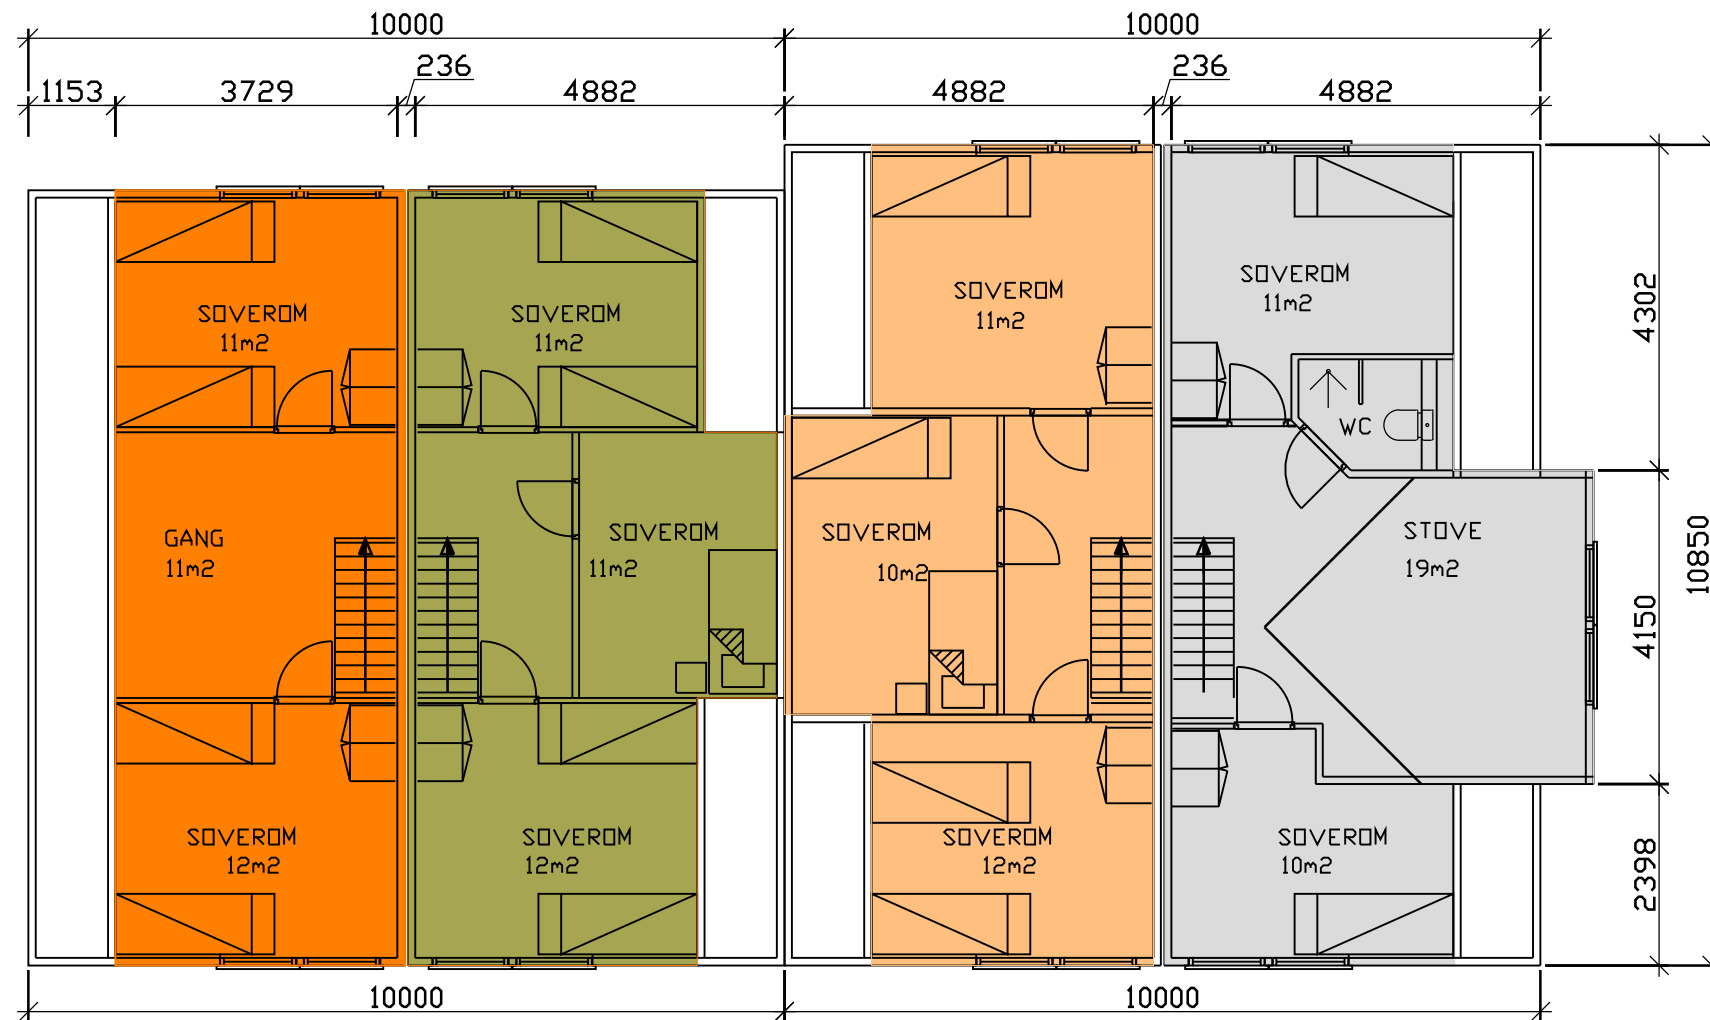 10000
10000
236
236
1153
3729
4882
4882
4882
SOVEROM
11m2
SOVEROM
11m2
SOVEROM
11m2
SOVEROM
11m2
4302
WC
GANG
11m2
SOVEROM
11m2
SOVEROM
10m2
STOVE
19m2
10850
4150
SOVEROM
12m2
SOVEROM
12m2
SOVEROM
12m2
SOVEROM
10m2
2398
10000
10000